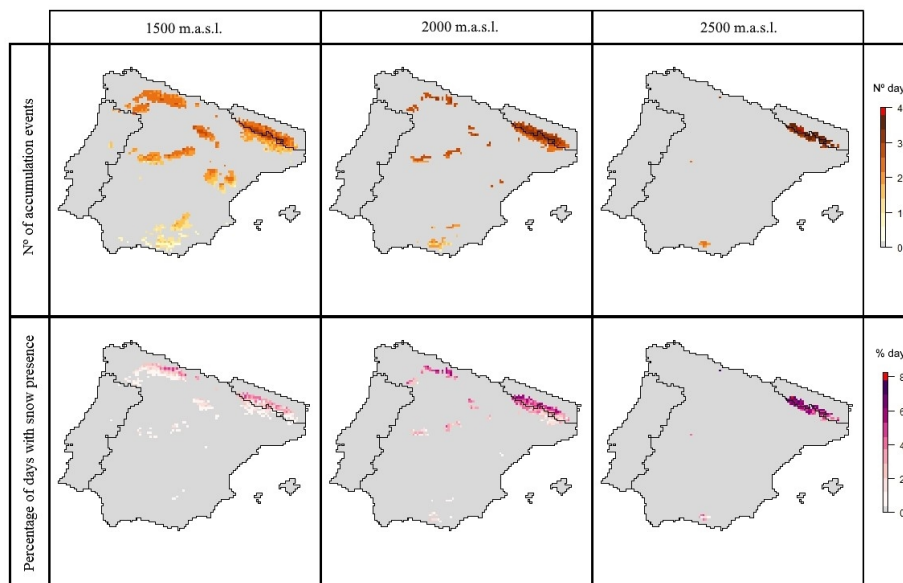 1500 m.a.s.l.
2000 m.a.s.l.
2500 m.a.s.l.
Nº of accumulation events
Nº day
4
3
2
1
0
Percentage of days with snow presence
% day
8
6
4
2
0